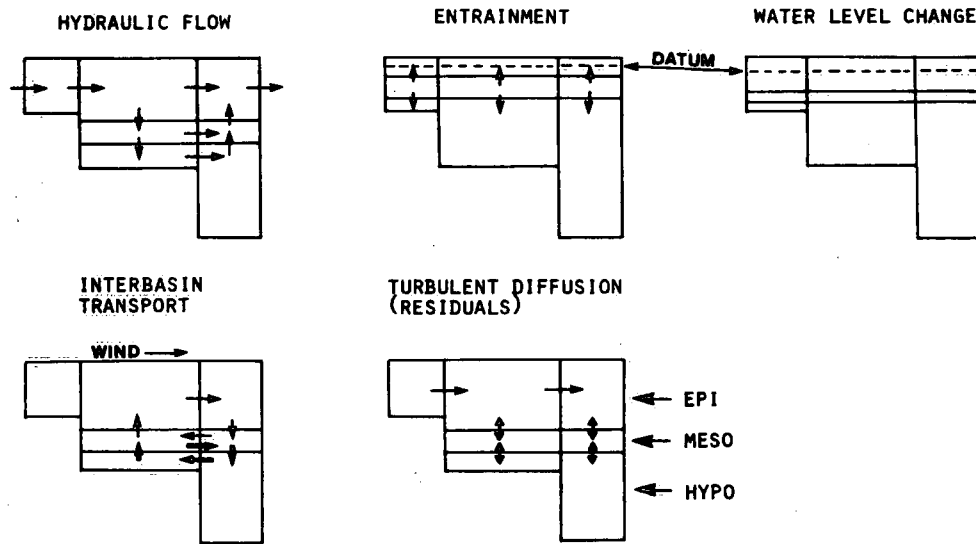 HYDRAULIC FLOW
ENTRAINMENT
WATER LEVEL CHANGE
DATUM
INTERBASIN
TRANSPORT
TURBULENT DIFFUSION
(RESIDUALS)
WIND
EPI
MESO
HYPO